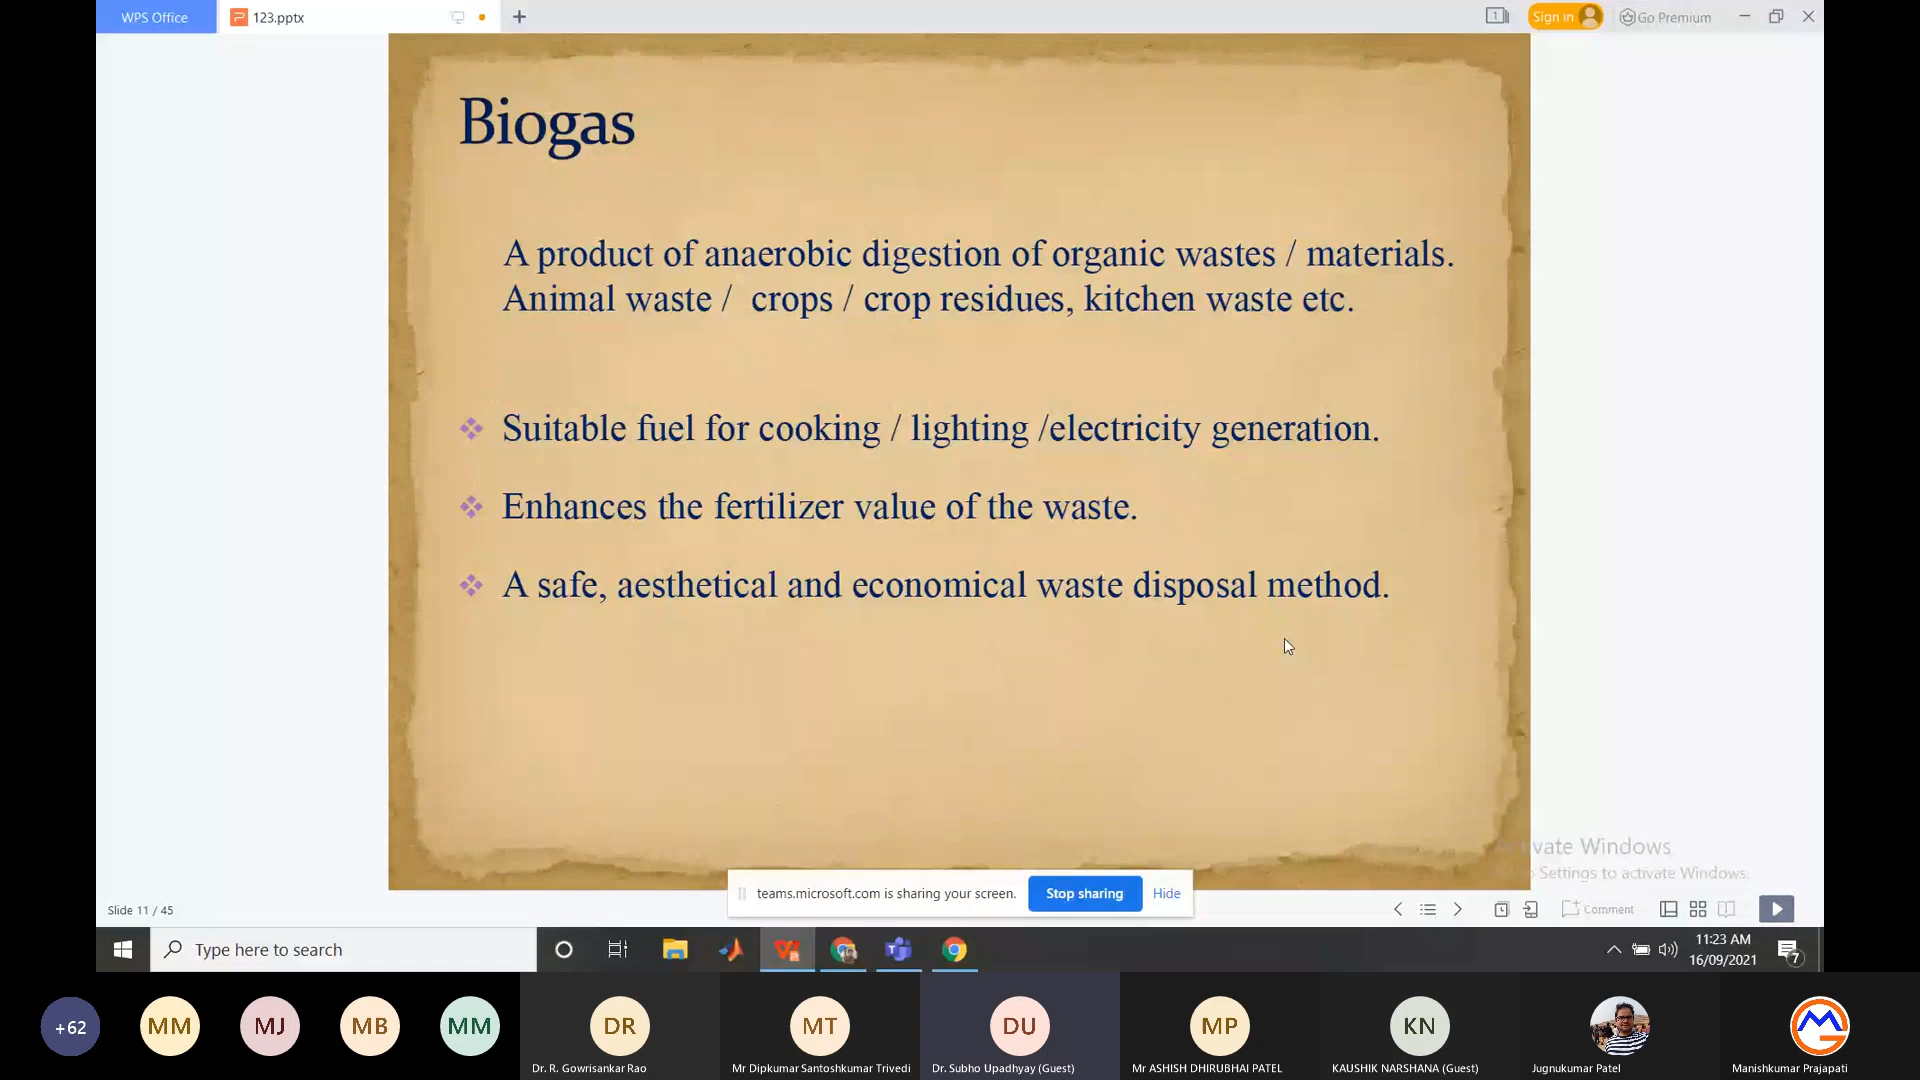 WPS Office
123.pptx
1
Sign in
Go Premium
Biogas
A product of anaerobic digestion of organic wastes / materials.
Animal waste / crops / crop residues, kitchen waste etc.
Suitable fuel for cooking / lighting /electricity generation.
Enhances the fertilizer value of the waste.
A safe, aesthetical and economical waste disposal method.
vate Windows
Settings to activate Windows.
teams.microsoft.com is sharing your screen.
Stop sharing
Hide
Slide 11 / 45
Comment
Type here to search
11:23 AM
16/09/2021
7
+62
MM
MJ
MB
MM
DR
MT
DU
MP
KN
Dr. R. Gowrisankar Rao
Mr Dipkumar Santoshkumar Trivedi
Dr. Subho Upadhyay (Guest)
Mr ASHISH DHIRUBHAI PATEL
KAUSHIK NARSHANA (Guest)
Jugnukumar Patel
Manishkumar Prajapati